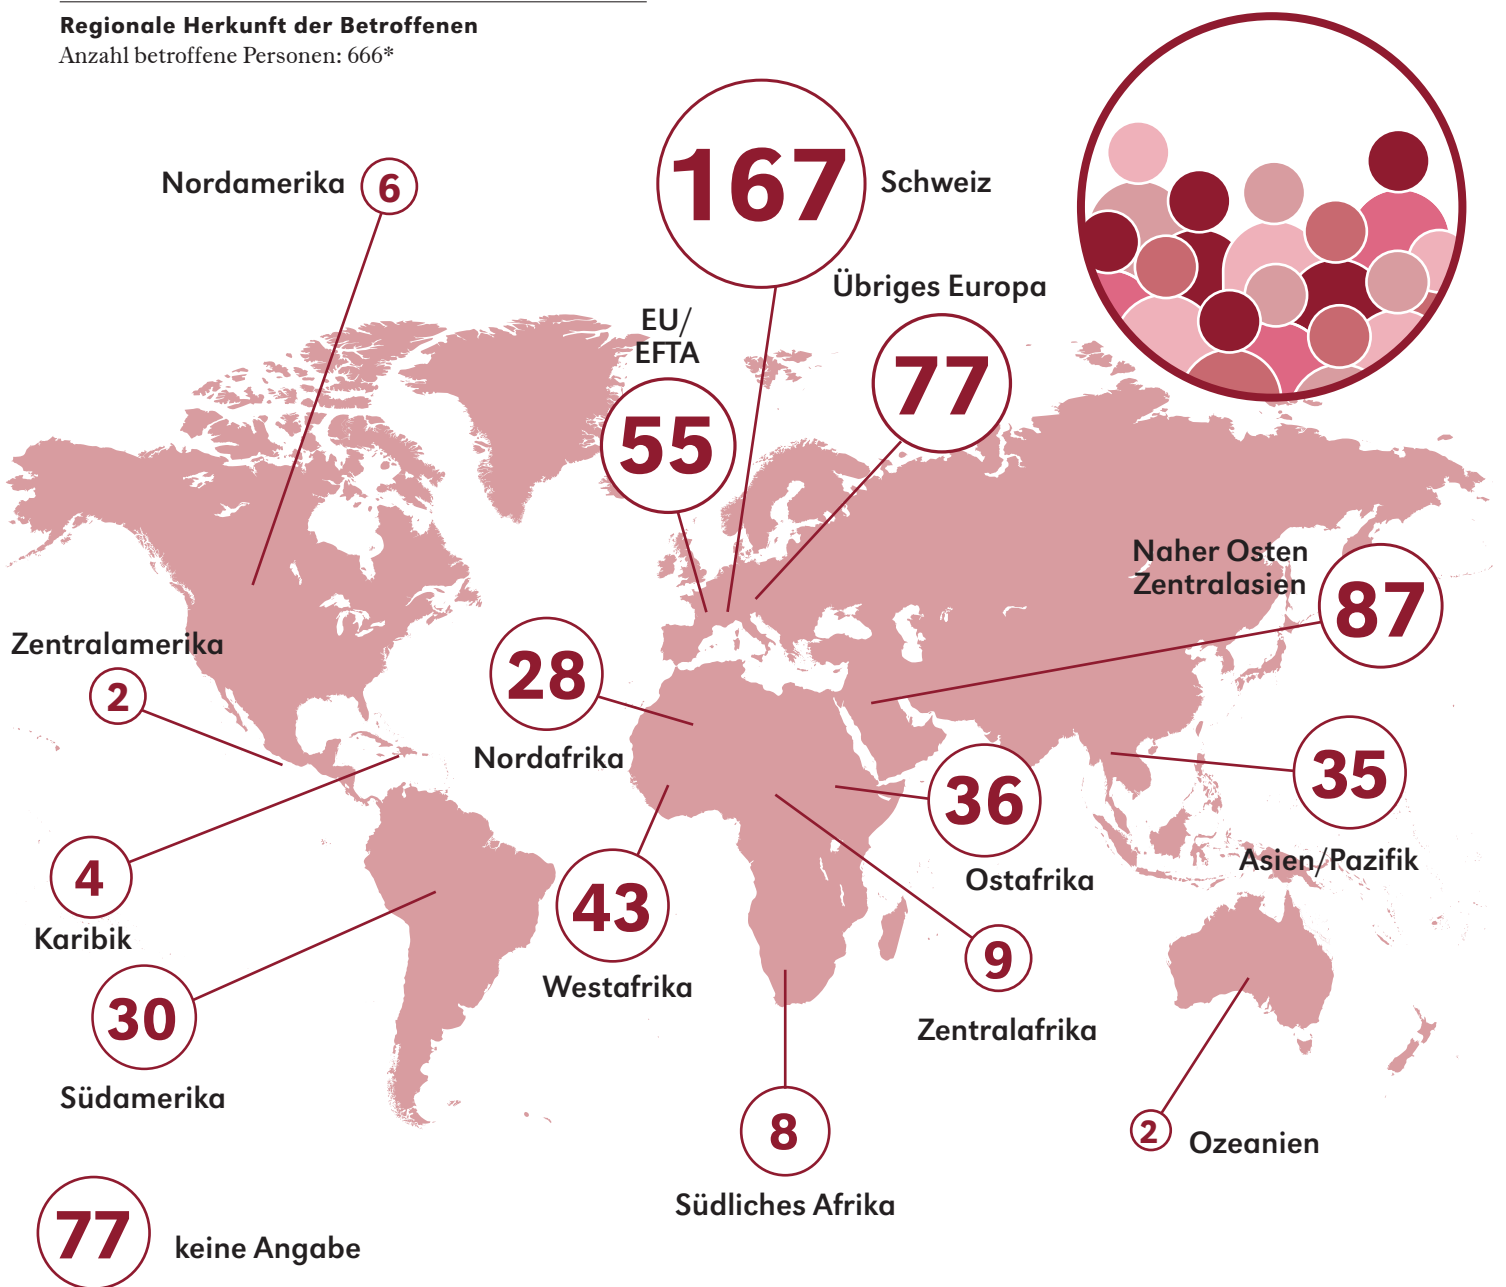 Regionale Herkunft der Betroffenen
Anzahl betroffene Personen: 666*
Nordamerika 6
167 Schweiz
Übriges Europa
77
EU/
EFTA
55
Naher Osten
Zentralasien
87
Zentralamerika
2
28
Nordafrika
36
Ostafrika
35
Asien/Pazifik
4
Karibik
43
Westafrika
9
Zentralafrika
30
Südamerika
8
Südliches Afrika
2 Ozeanien
77 keine Angabe